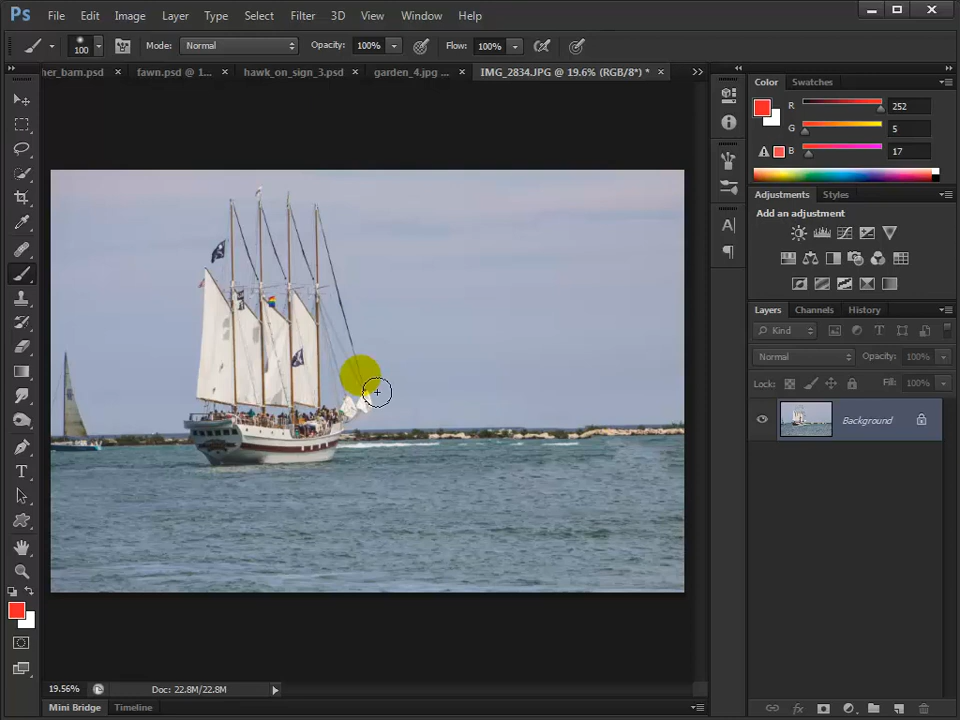 Ps File Edit Image Layer Type Select Filter 3D View Window Help
100 Mode: Normal Opacity: 100% Flow: 100%
her_barn.psd × fawn.psd @ 1... × hawk_on_sign_3.psd × garden_4.jpg ... × IMG_2834.JPG @ 19.6% (RGB/8*) * ×
Color Swatches
R 252
G 5
B 17
Adjustments Styles
Add an adjustment
Layers Channels History
Kind
Normal Opacity: 100%
Lock: Fill: 100%
Background
19.56% Doc: 22.8M/22.8M
Mini Bridge Timeline